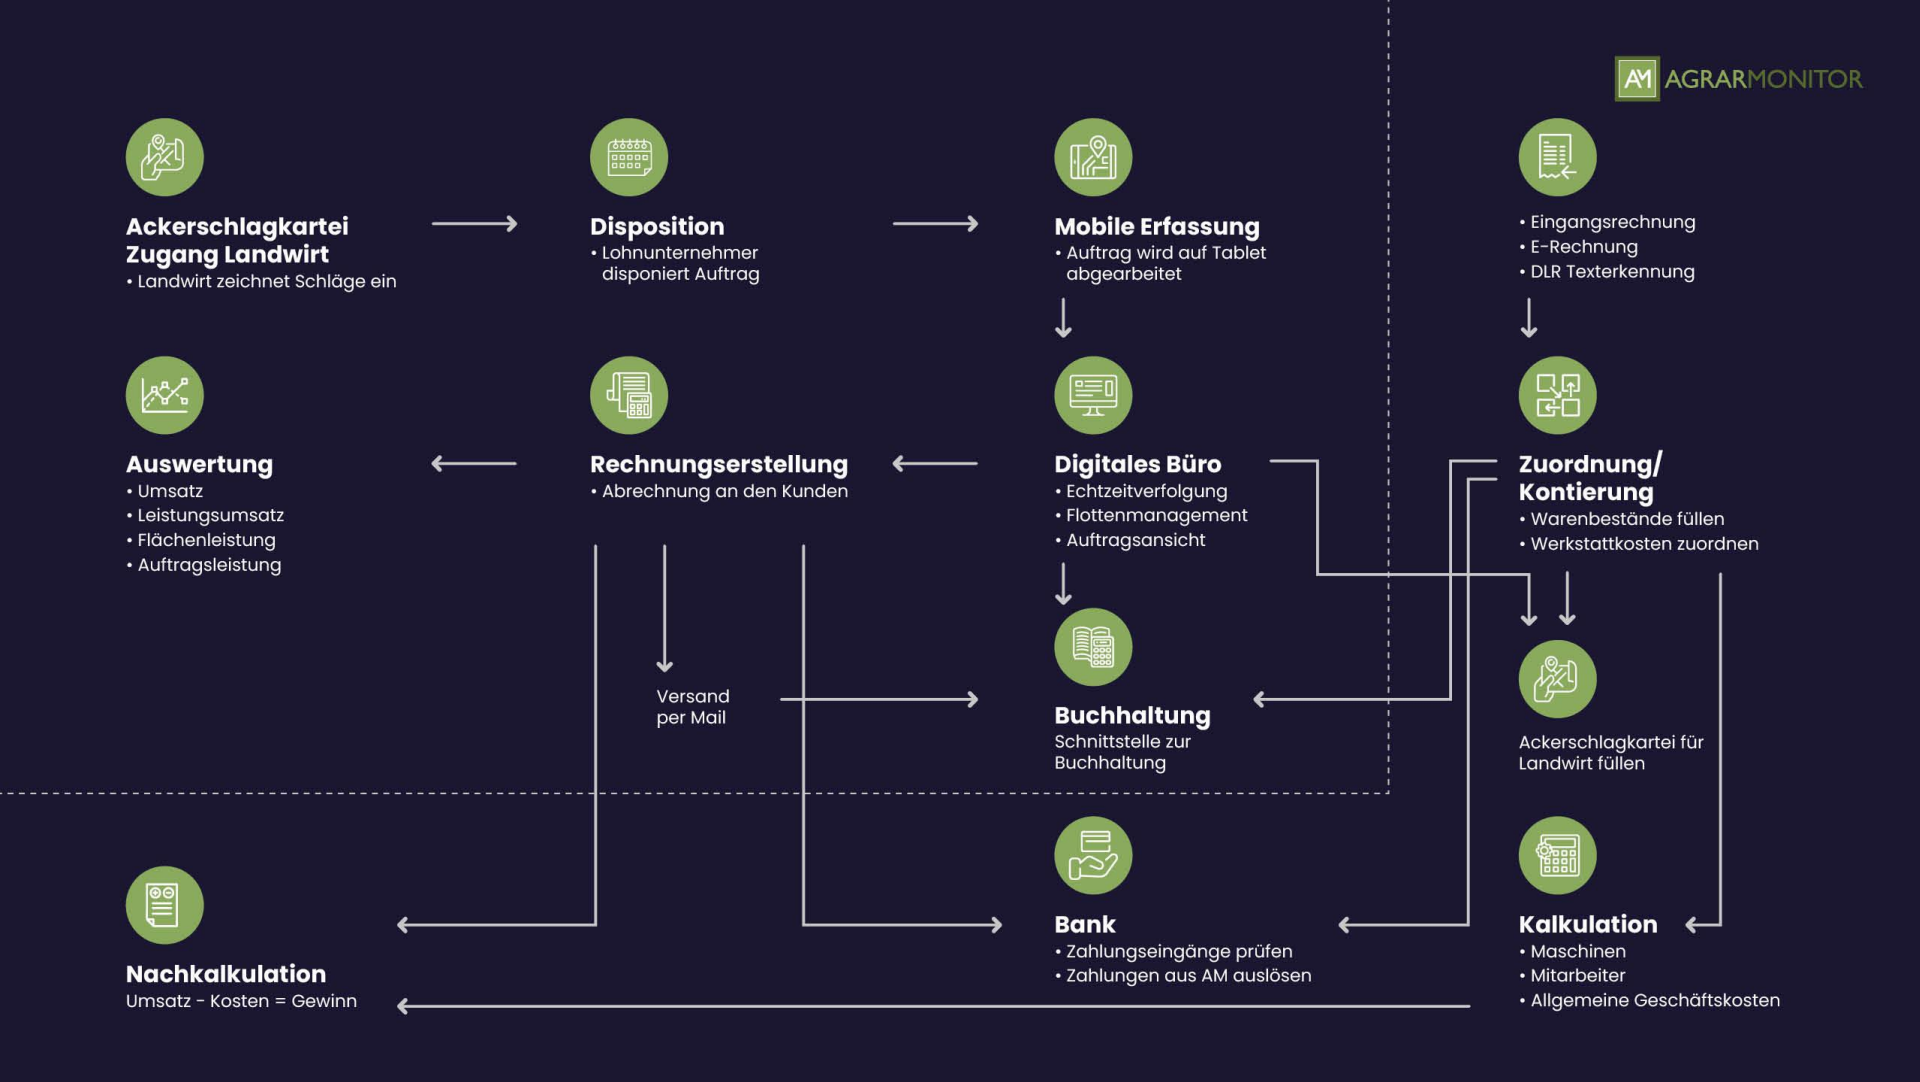 AM AGRARMONITOR
Ackerschlagkartei
Zugang Landwirt
• Landwirt zeichnet Schläge ein
Disposition
• Lohnunternehmer
disponiert Auftrag
Mobile Erfassung
• Auftrag wird auf Tablet
abgearbeitet
• Eingangsrechnung
• E-Rechnung
• DLR Texterkennung
Auswertung
• Umsatz
• Leistungsumsatz
• Flächenleistung
• Auftragsleistung
Rechnungserstellung
• Abrechnung an den Kunden
Digitales Büro
• Echtzeitverfolgung
• Flottenmanagement
• Auftragsansicht
Zuordnung/
Kontierung
• Warenbestände füllen
• Werkstattkosten zuordnen
Versand
per Mail
Buchhaltung
Schnittstelle zur
Buchhaltung
Ackerschlagkartei für
Landwirt füllen
Nachkalkulation
Umsatz - Kosten = Gewinn
Bank
• Zahlungseingänge prüfen
• Zahlungen aus AM auslösen
Kalkulation
• Maschinen
• Mitarbeiter
• Allgemeine Geschäftskosten